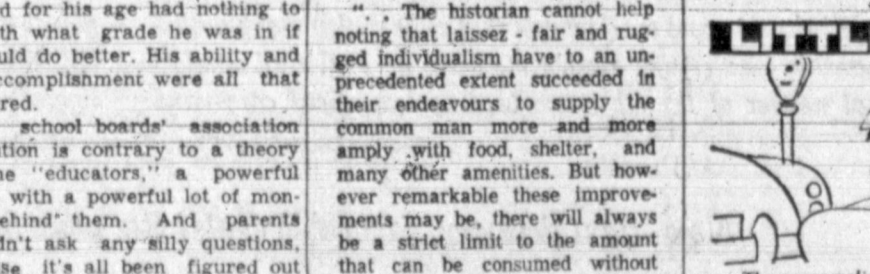 d for his age had nothing to
th what grade he was in if
uld do better. His ability and
ccomplishment were all that
red.
school boards' association
tion is contrary to a theory
ne "educators," a powerful
with a powerful lot of mon-
ehind them. And parents
dn't ask any silly questions,
se it's all been figured out
". . The historian cannot help
noting that laissez - fair and rug-
ged individualism have to an un-
precedented extent succeeded in
their endeavours to supply the
common man more and more
amply with food, shelter, and
many other amenities. But how-
ever remarkable these improve-
ments may be, there will always
be a strict limit to the amount
that can be consumed without
LITTL